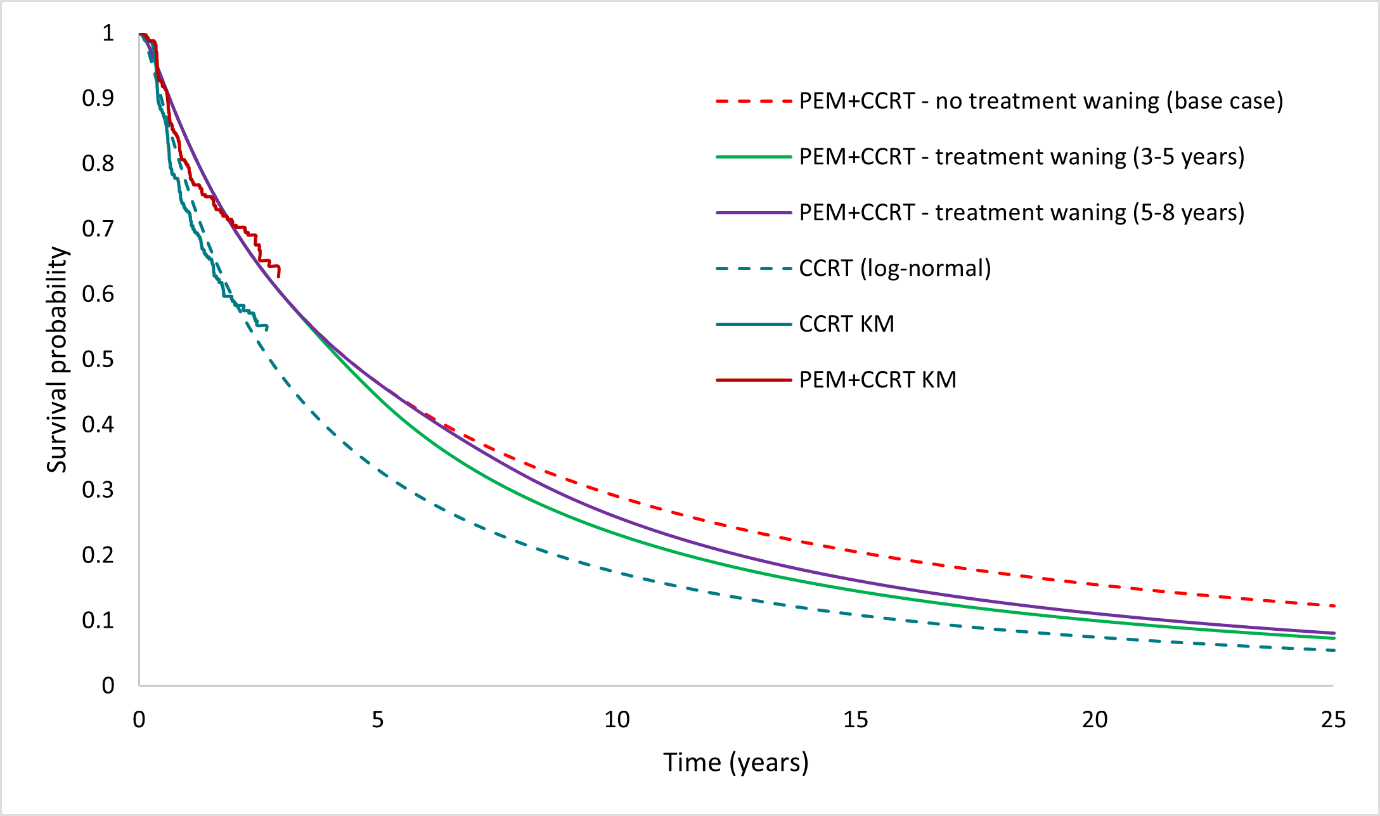 1
0.9
0.8
0.7
0.6
0.5
0.4
0.3
0.2
0.1
0
Survival probability
PEM+CCRT - no treatment waning (base case)
PEM+CCRT - treatment waning (3-5 years)
PEM+CCRT - treatment waning (5-8 years)
CCRT (log-normal)
CCRT KM
PEM+CCRT KM
0 5 10 15 20 25
Time (years)